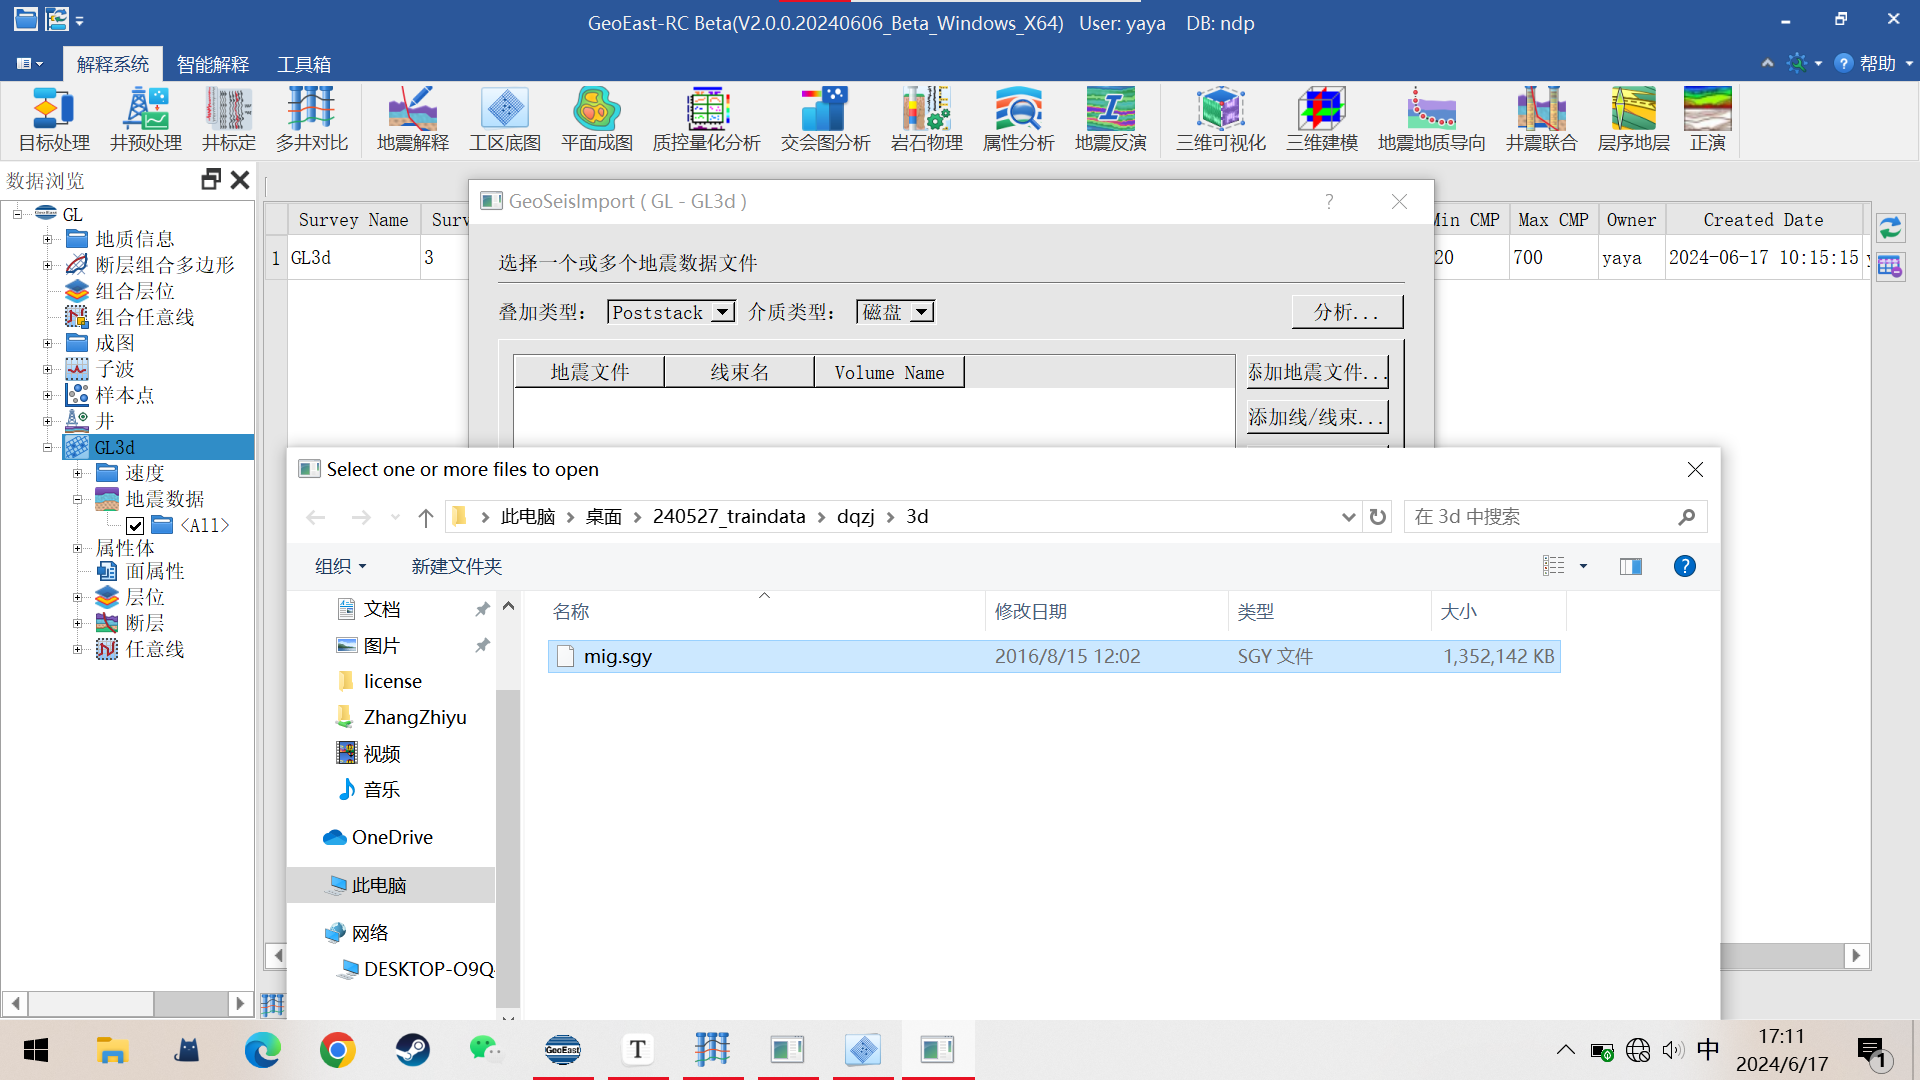 GeoEast-RC Beta(V2.0.0.20240606_Beta_Windows_X64) User: yaya DB: ndp
解释系统 智能解释 工具箱 帮助
目标处理 井预处理 井标定 多井对比 地震解释 工区底图 平面成图 质控量化分析 交会图分析 岩石物理 属性分析 地震反演 三维可视化 三维建模 地震地质导向 井震联合 层序地层 正演
数据浏览
GL
地质信息
断层组合多边形
组合层位
组合任意线
成图
子波
样本点
井
GL3d
速度
地震数据
<All>
属性体
面属性
层位
断层
任意线
Survey Name Surv Min CMP Max CMP Owner Created Date
1 GL3d 3 20 700 yaya 2024-06-17 10:15:15
GeoSeisImport ( GL - GL3d )
选择一个或多个地震数据文件
叠加类型: Poststack 介质类型: 磁盘 分析...
地震文件 线束名 Volume Name 添加地震文件...
添加线/线束...
Select one or more files to open
此电脑 桌面 240527_traindata dqzj 3d 在 3d 中搜索
组织 新建文件夹
名称 修改日期 类型 大小
mig.sgy 2016/8/15 12:02 SGY 文件 1,352,142 KB
文档
图片
license
ZhangZhiyu
视频
音乐
OneDrive
此电脑
网络
DESKTOP-O9Q
GeoEast T 中 17:11
2024/6/17 1